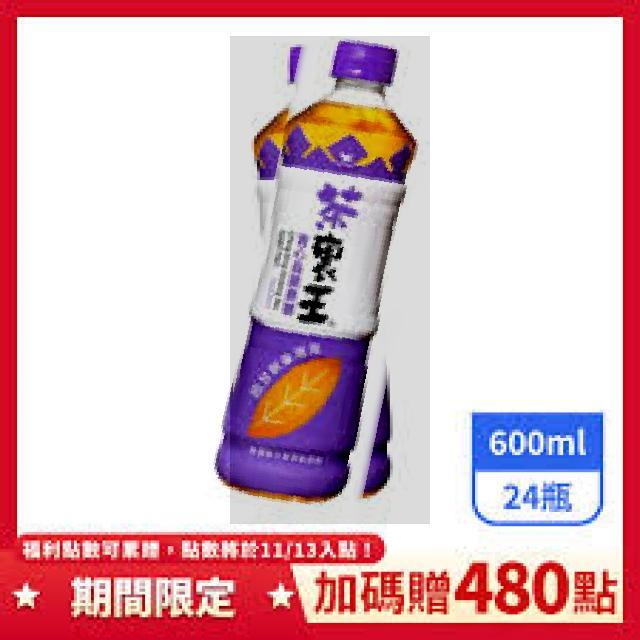 茶
裏
王
600ml
24瓶
福利點數可累贈，點數將於11/13入點！
期間限定
加碼贈480點